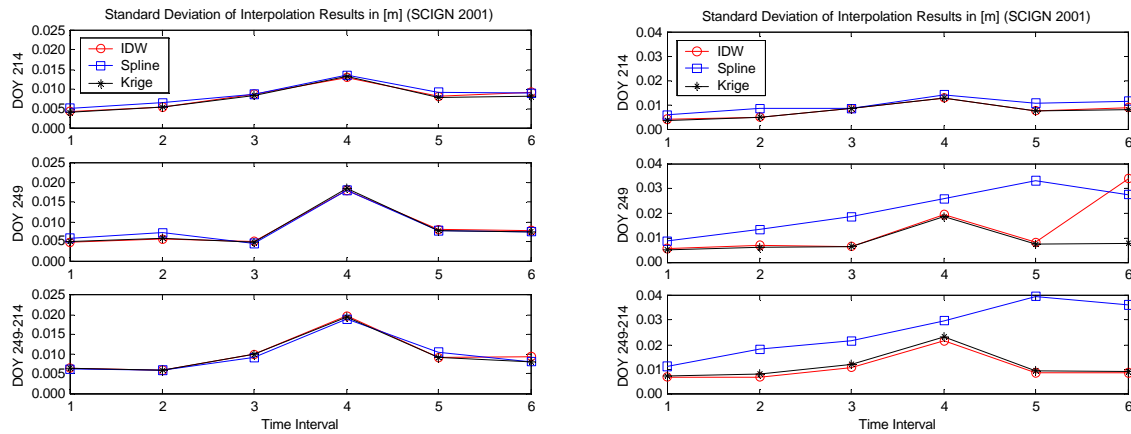 Standard Deviation of Interpolation Results in [m] (SCIGN 2001)
0.025
0.020
0.015
0.010
0.005
0.000
DOY 214
IDW
Spline
Krige
1 2 3 4 5 6
0.025
0.020
0.015
0.010
0.005
0.000
DOY 249
1 2 3 4 5 6
0.025
0.020
0.015
0.010
0.005
0.000
DOY 249-214
1 2 3 4 5 6
Time Interval
Standard Deviation of Interpolation Results in [m] (SCIGN 2001)
0.04
0.03
0.02
0.01
0.00
DOY 214
IDW
Spline
Krige
1 2 3 4 5 6
0.04
0.03
0.02
0.01
0.00
DOY 249
1 2 3 4 5 6
0.04
0.03
0.02
0.01
0.00
DOY 249-214
1 2 3 4 5 6
Time Interval